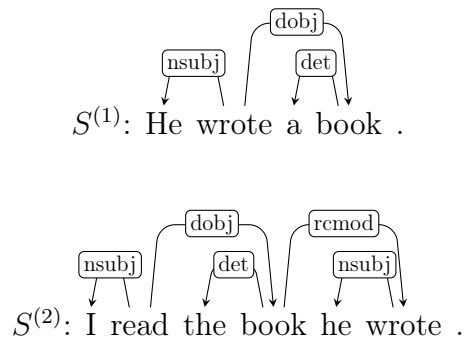 dobj
nsubj det
S^(1): He wrote a book .
dobj rcmod
nsubj det nsubj
S^(2): I read the book he wrote .